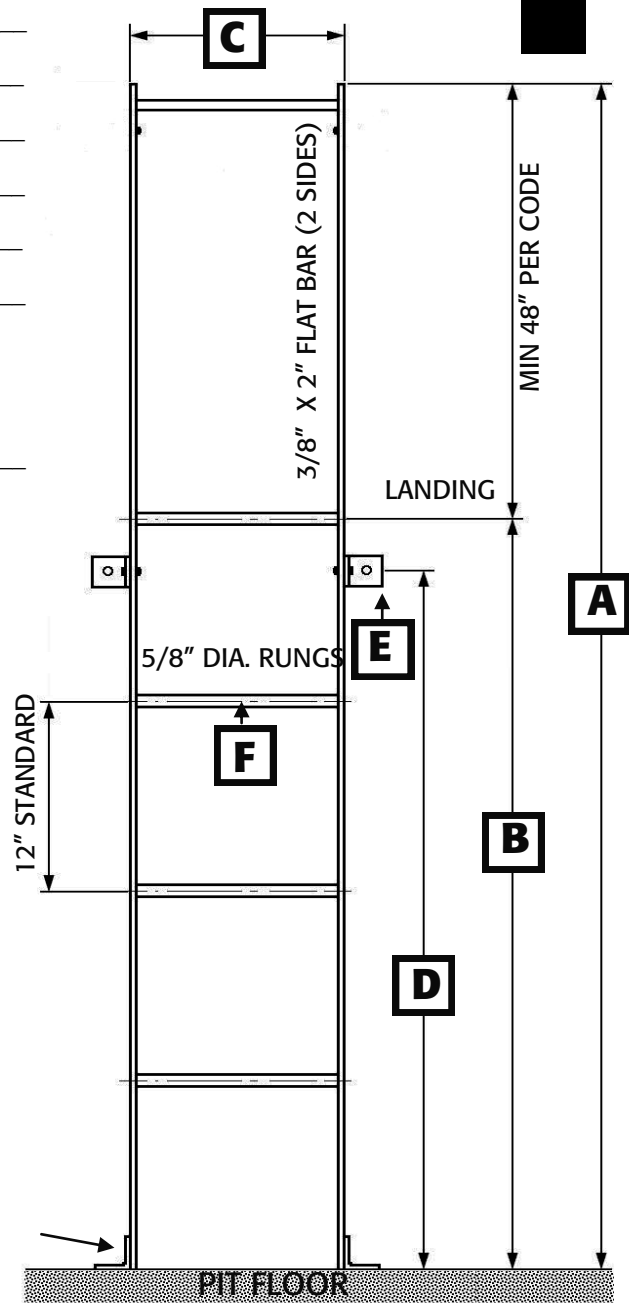 C
3/8" X 2" FLAT BAR (2 SIDES)
MIN 48" PER CODE
LANDING
A
E
5/8" DIA. RUNGS
F
12" STANDARD
B
D
PIT FLOOR